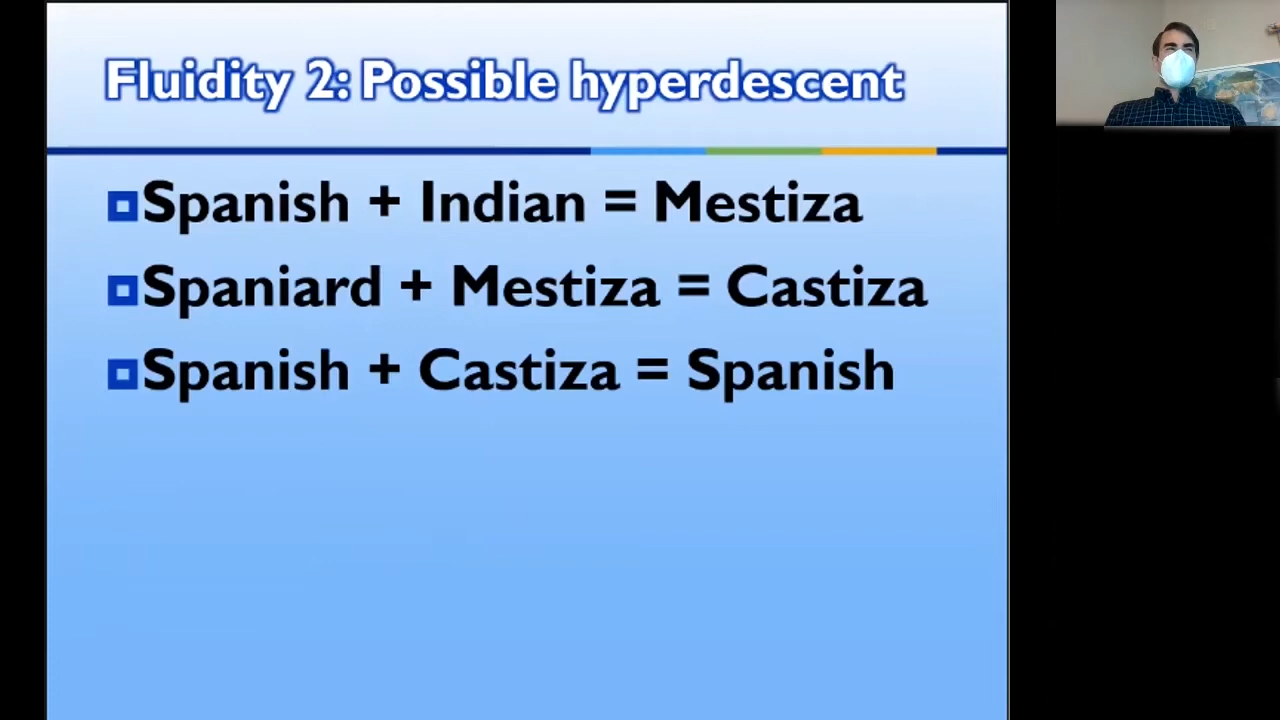 Fluidity 2: Possible hyperdescent
Spanish + Indian = Mestiza
Spaniard + Mestiza = Castiza
Spanish + Castiza = Spanish